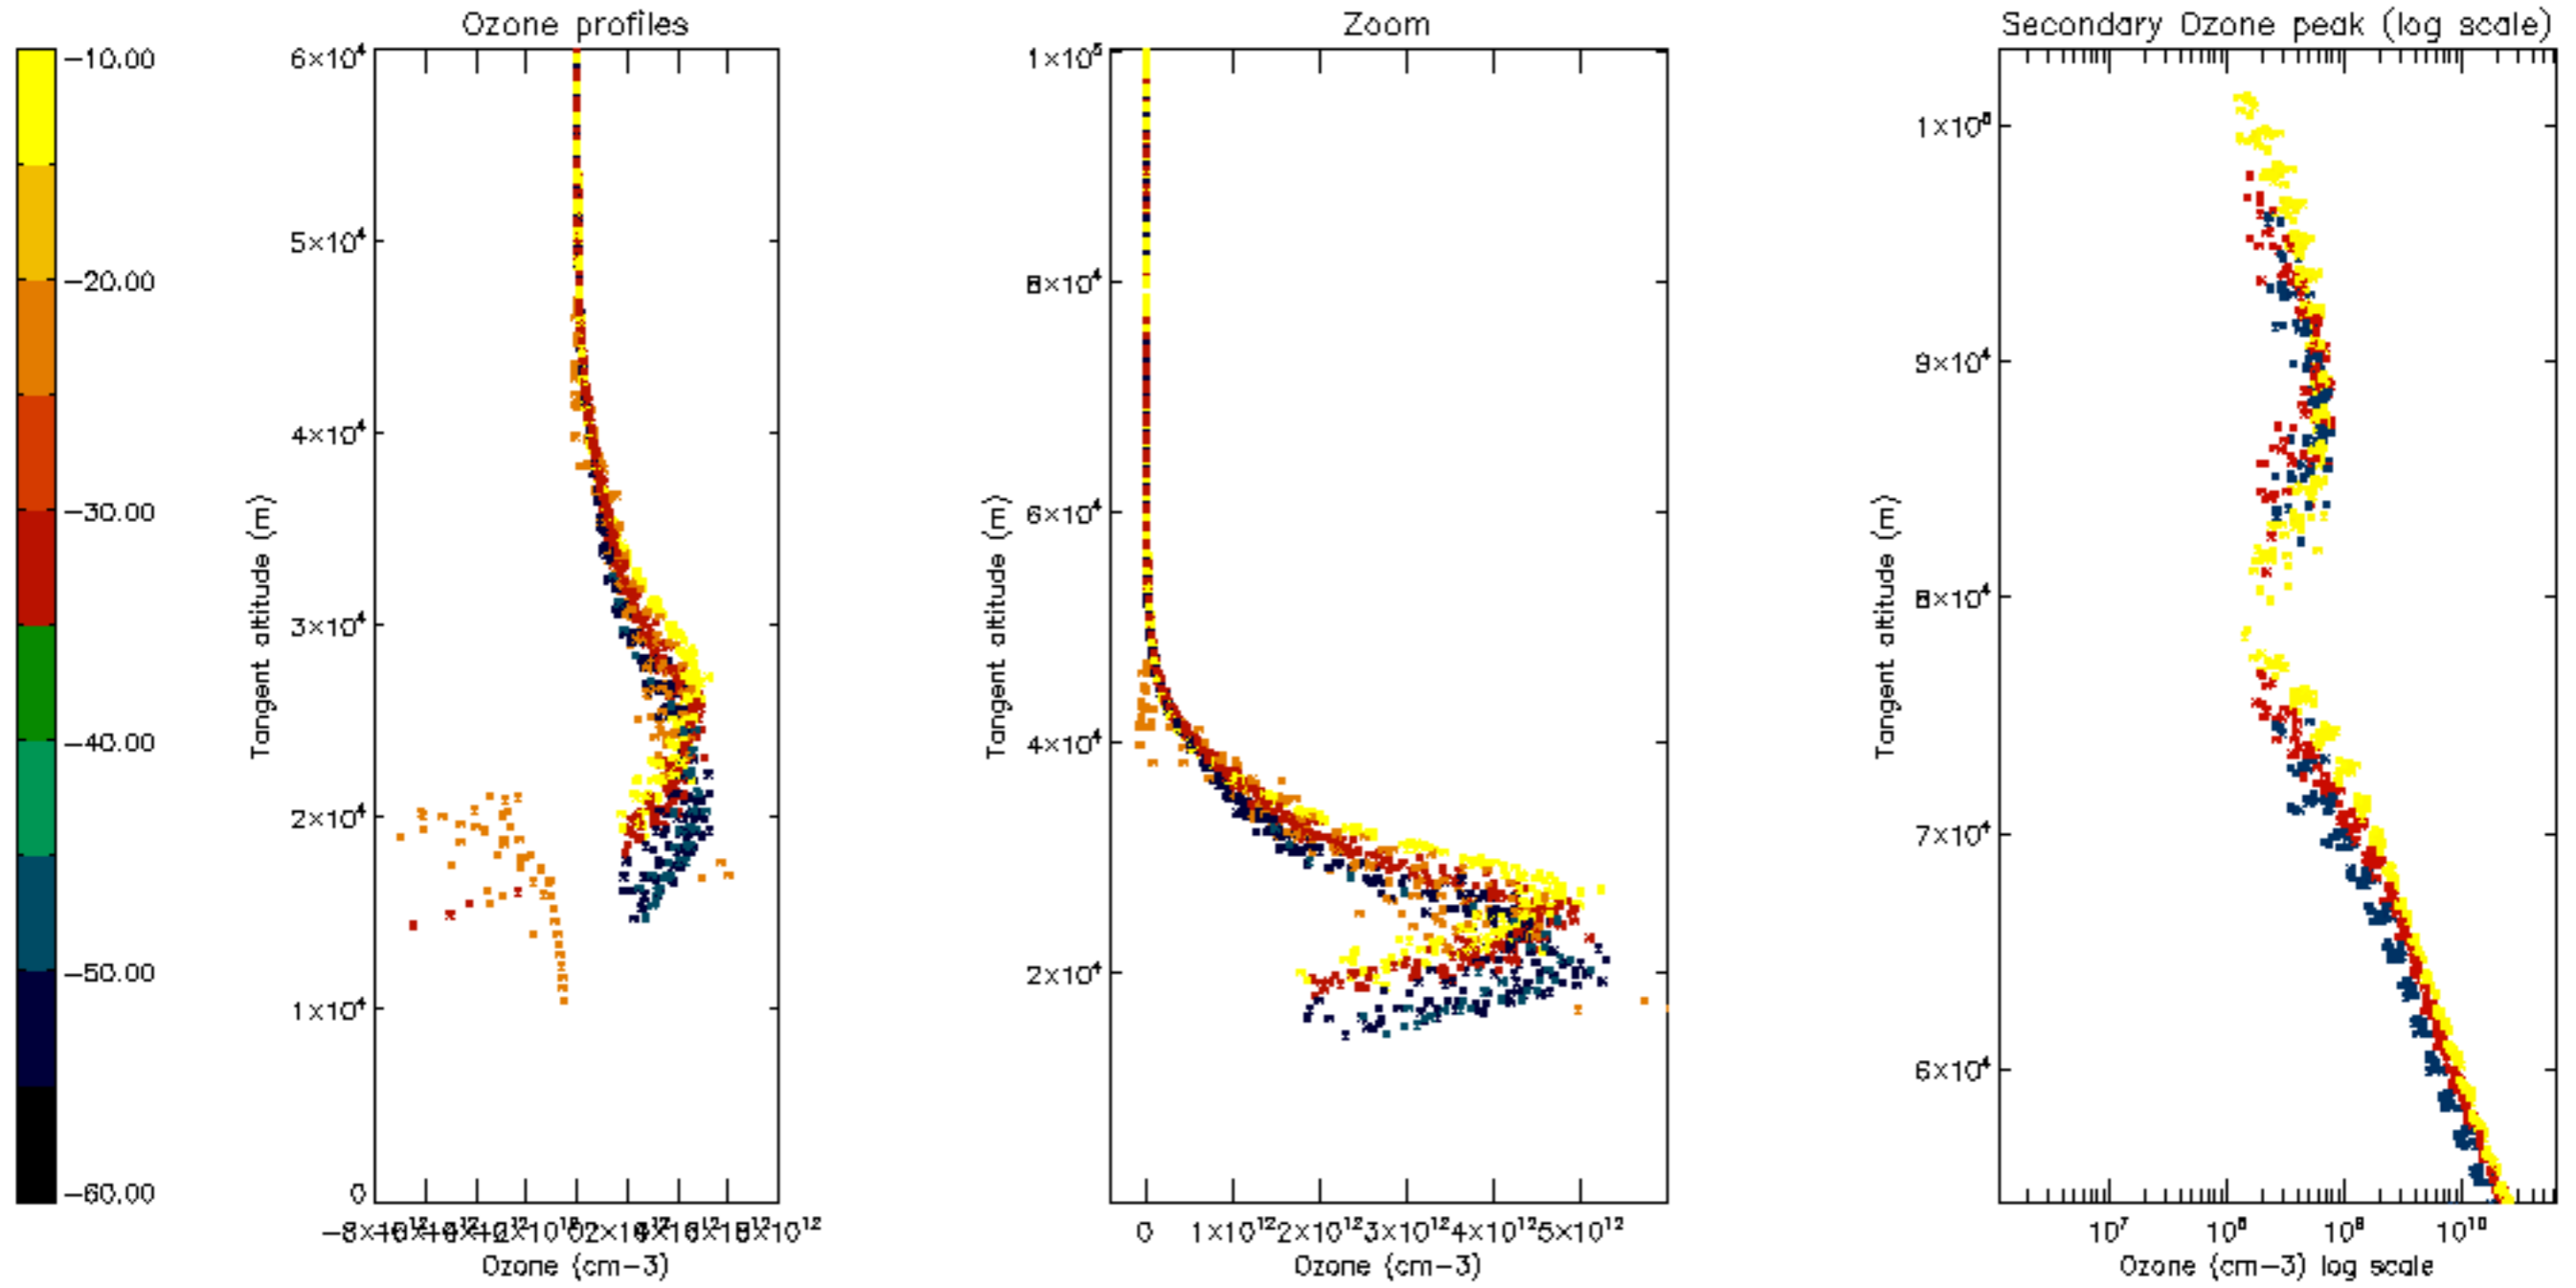 Ozone profiles
Zoom
Secondary Ozone peak (log scale)
−10.00
−20.00
−30.00
−40.00
−50.00
−60.00
Tangent altitude (m)
6×10⁴
5×10⁴
4×10⁴
3×10⁴
2×10⁴
1×10⁴
0
Ozone (cm−3)
Tangent altitude (m)
1×10⁵
8×10⁴
6×10⁴
4×10⁴
2×10⁴
0 1×10¹² 2×10¹² 3×10¹² 4×10¹² 5×10¹²
Ozone (cm−3)
Tangent altitude (m)
1×10⁵
9×10⁴
8×10⁴
7×10⁴
6×10⁴
10⁷ 10⁸ 10⁹ 10¹⁰
Ozone (cm−3) log scale